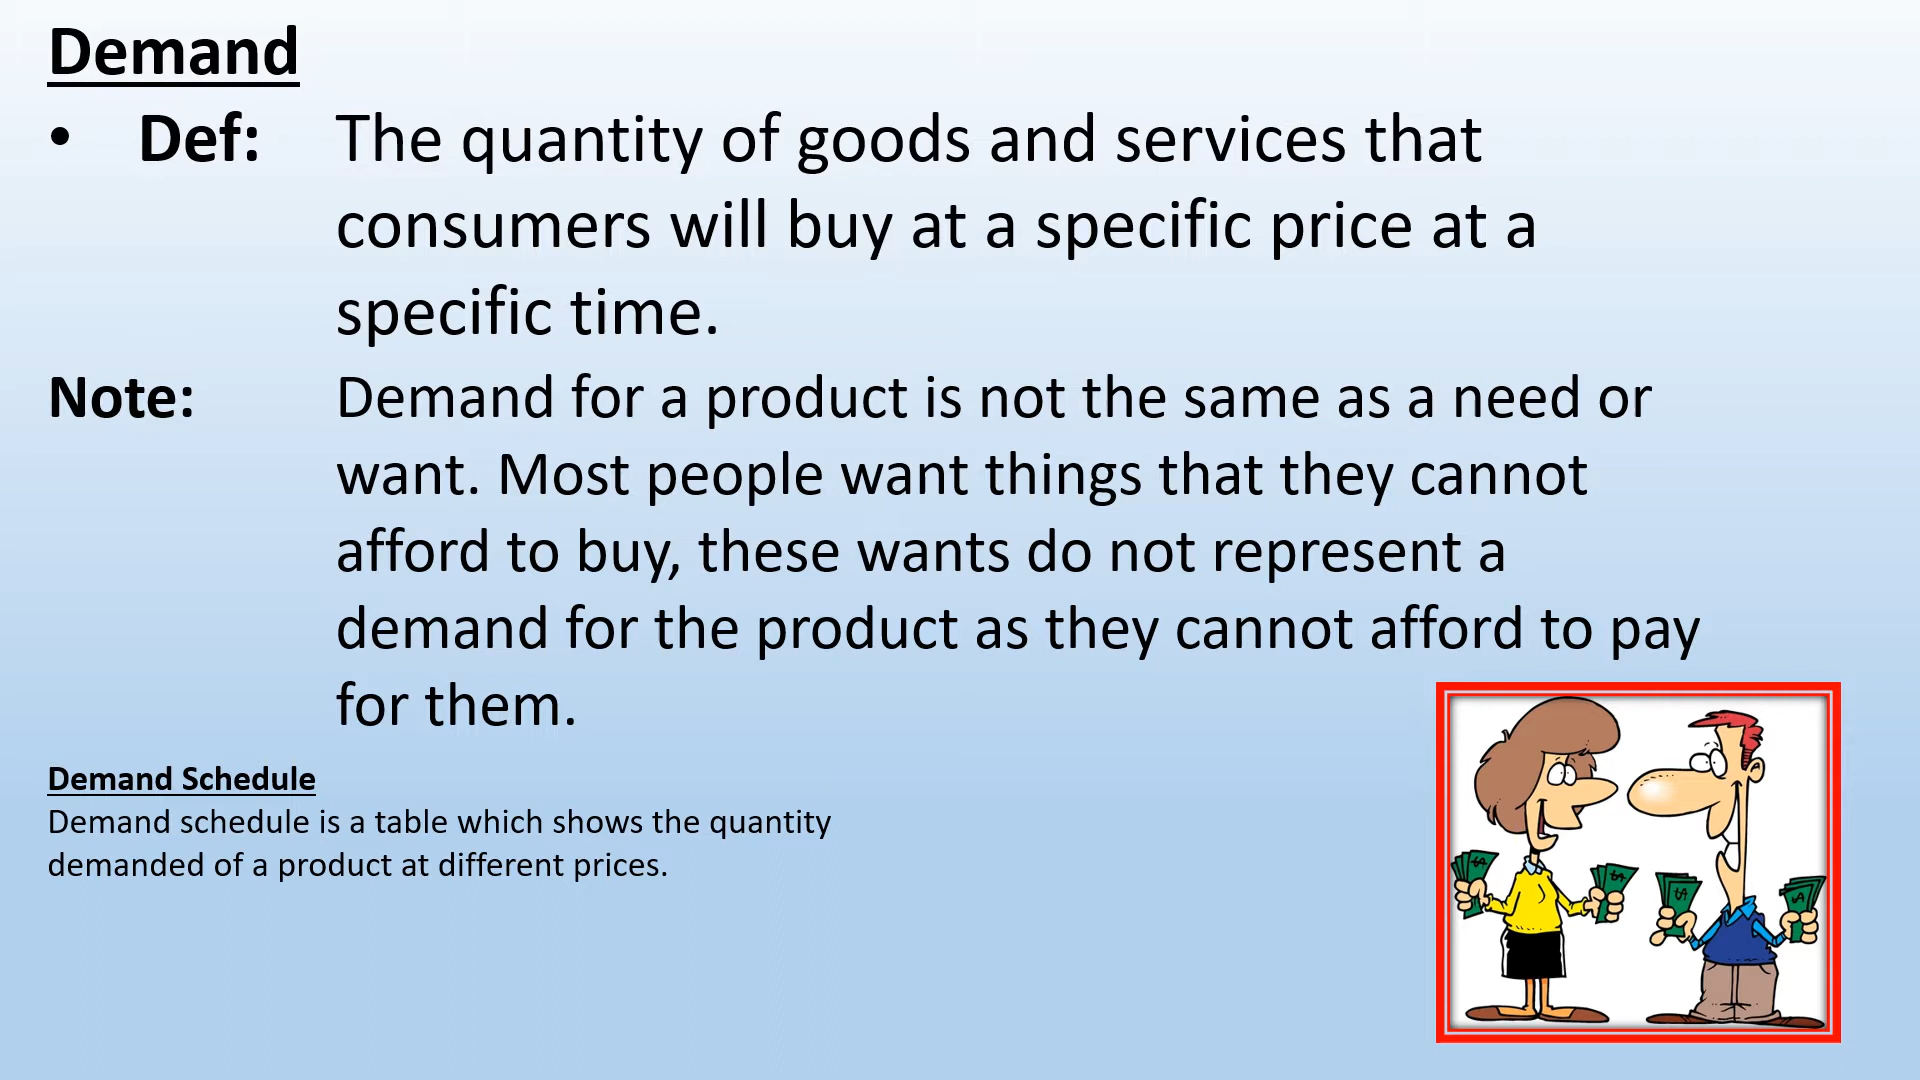 Demand
• Def: The quantity of goods and services that
consumers will buy at a specific price at a
specific time.
Note: Demand for a product is not the same as a need or
want. Most people want things that they cannot
afford to buy, these wants do not represent a
demand for the product as they cannot afford to pay
for them.
Demand Schedule
Demand schedule is a table which shows the quantity
demanded of a product at different prices.